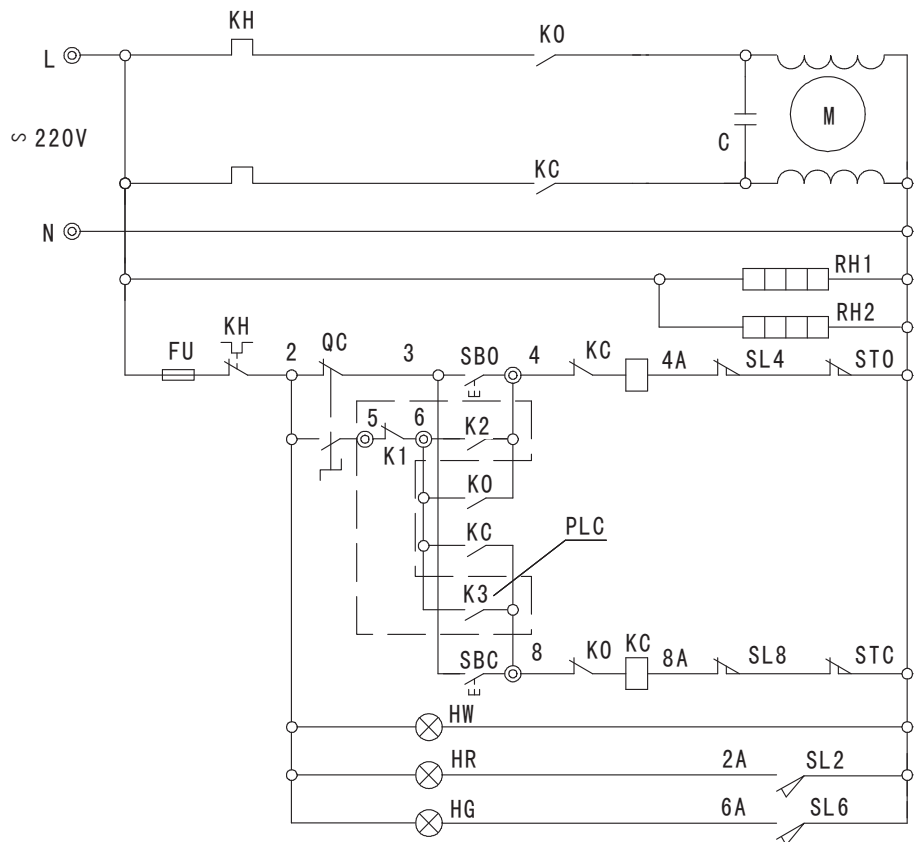 KH
KO
L
∽ 220V
C
M
KC
N
RH1
RH2
KH
FU
2
QC
3
SBO
4
KC
4A
SL4
STO
5
6
K2
K1
KO
KC
PLC
K3
SBC
8
KO
KC
8A
SL8
STC
HW
HR
2A
SL2
HG
6A
SL6